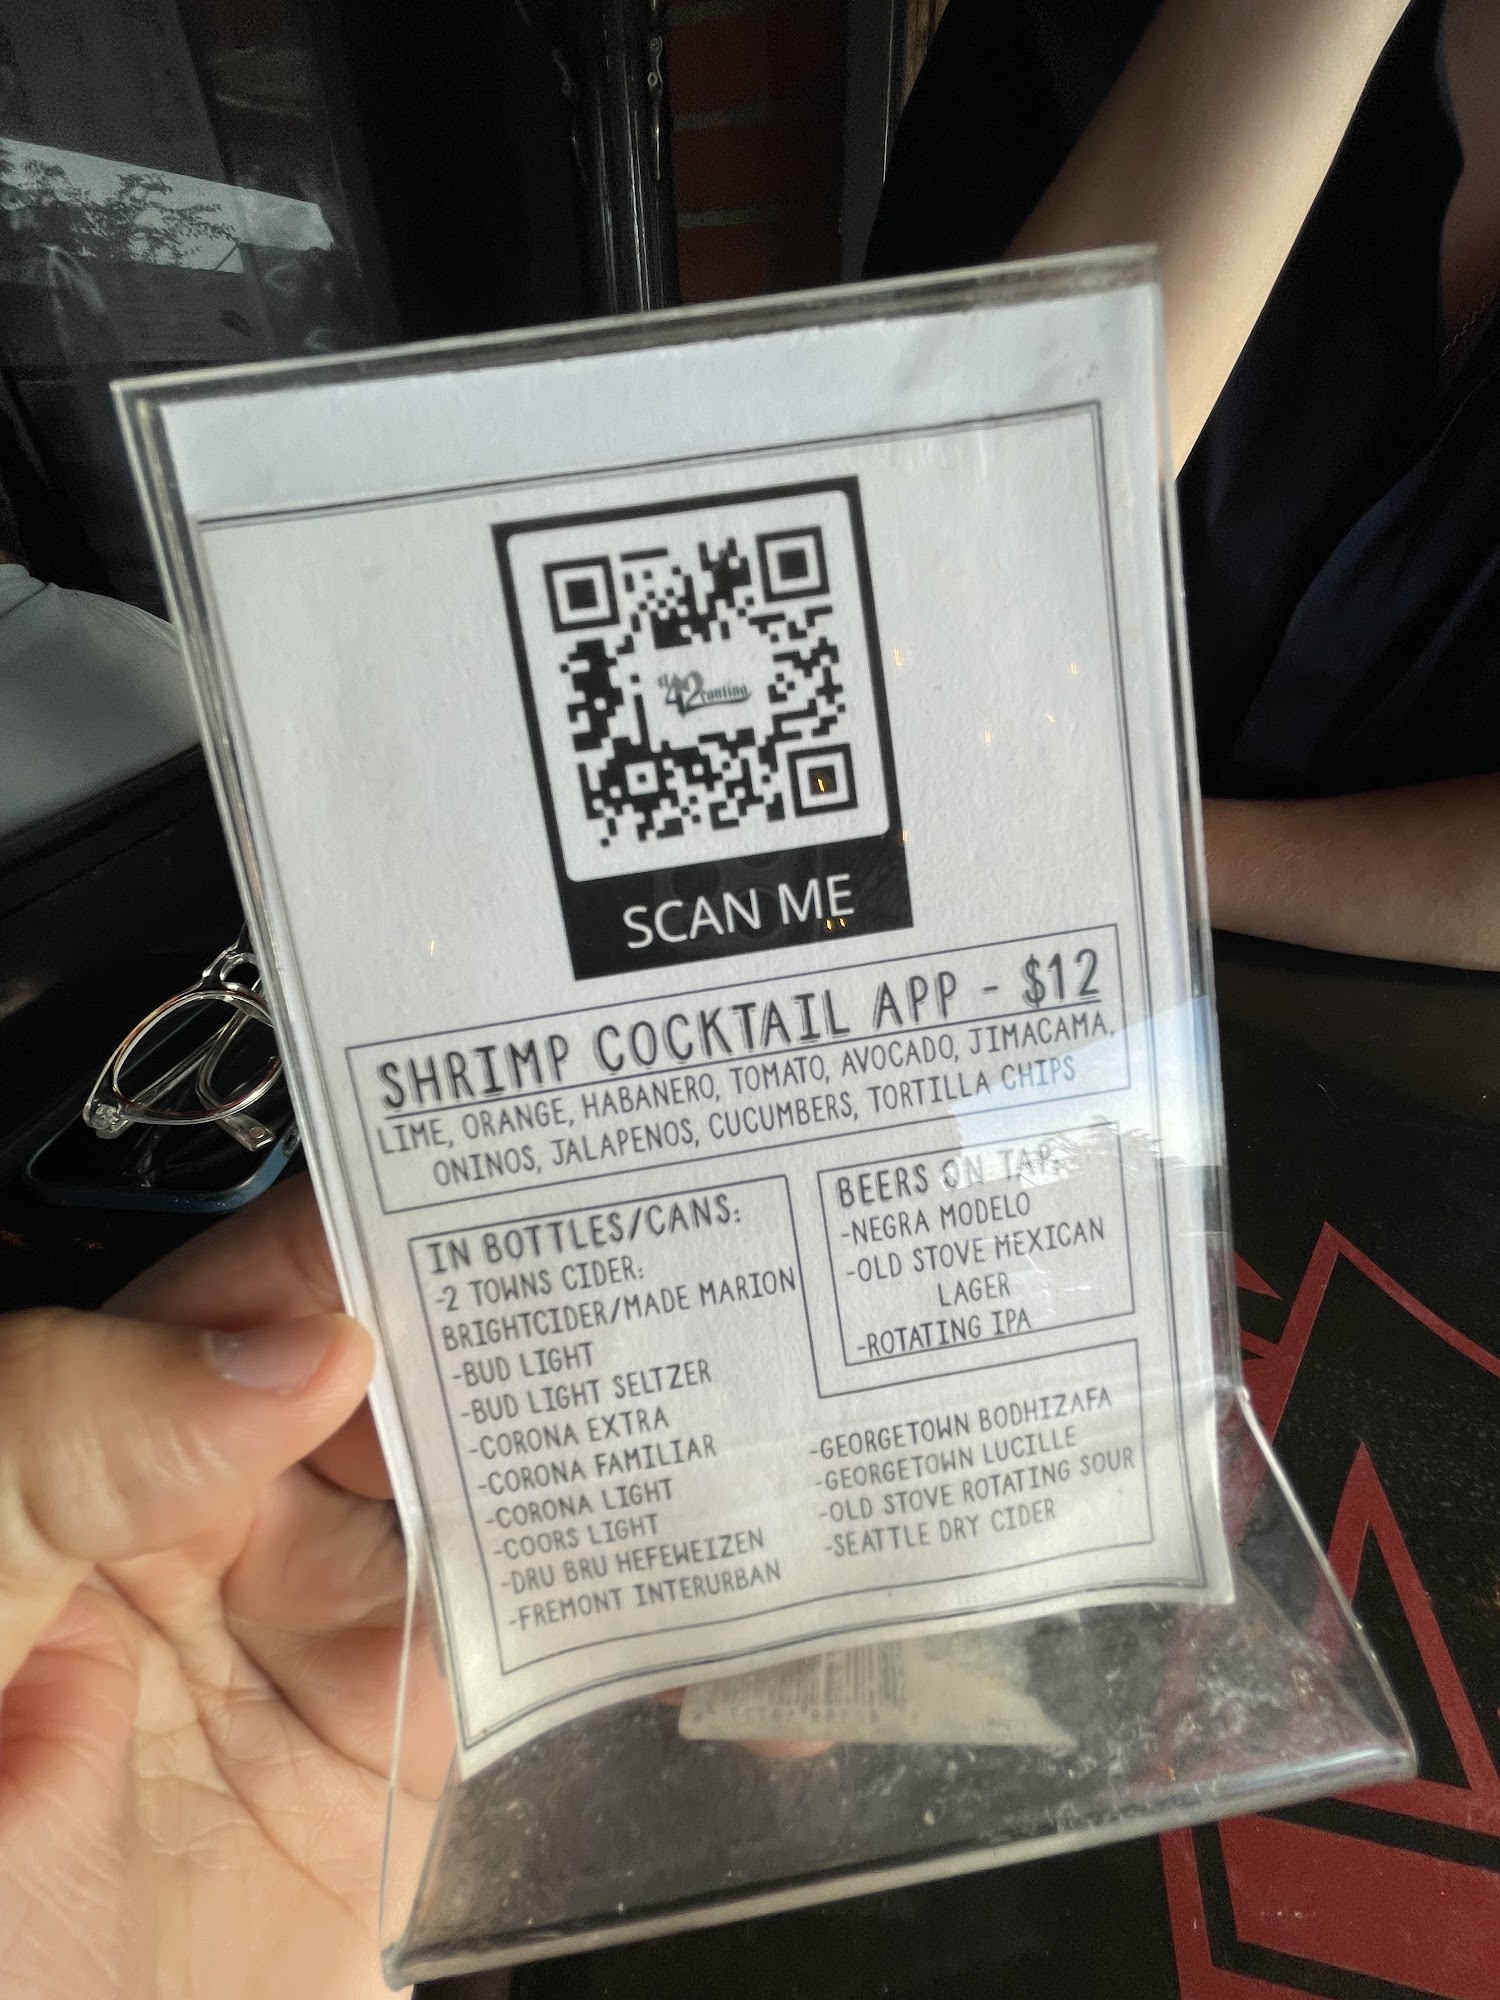 SCAN ME
SHRIMP COCKTAIL APP - $12
LIME, ORANGE, HABANERO, TOMATO, AVOCADO, JIMACAMA,
ONINOS, JALAPENOS, CUCUMBERS, TORTILLA CHIPS
IN BOTTLES/CANS:
-2 TOWNS CIDER:
BRIGHTCIDER/MADE MARION
-BUD LIGHT
-BUD LIGHT SELTZER
-CORONA EXTRA
-CORONA FAMILIAR
-CORONA LIGHT
-COORS LIGHT
-DRU BRU HEFEWEIZEN
-FREMONT INTERURBAN
BEERS ON TAP:
-NEGRA MODELO
-OLD STOVE MEXICAN
LAGER
-ROTATING IPA
-GEORGETOWN BODHIZAFA
-GEORGETOWN LUCILLE
-OLD STOVE ROTATING SOUR
-SEATTLE DRY CIDER